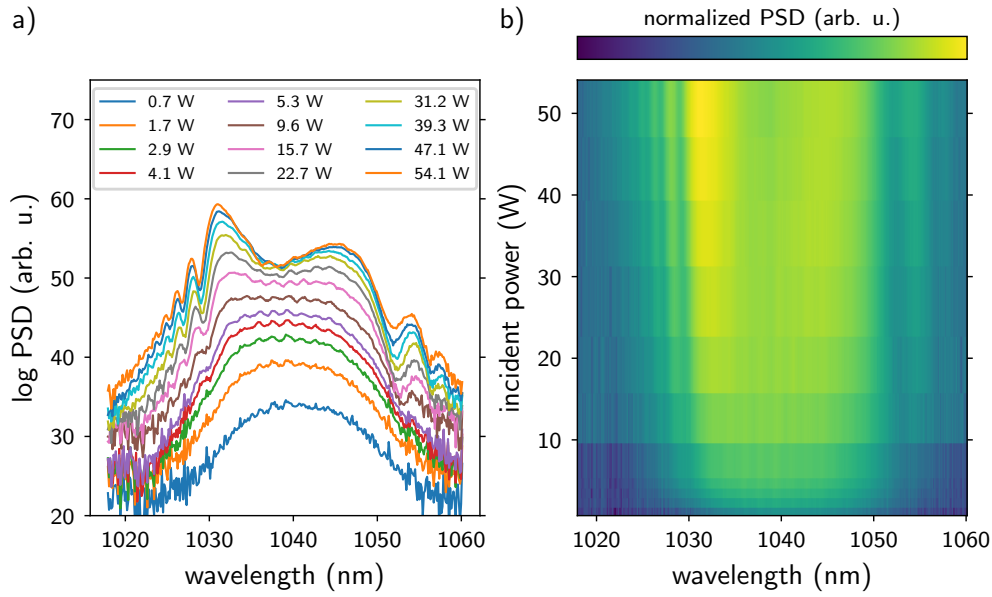 a)
log PSD (arb. u.)
70
60
50
40
30
20
0.7 W
1.7 W
2.9 W
4.1 W
5.3 W
9.6 W
15.7 W
22.7 W
31.2 W
39.3 W
47.1 W
54.1 W
1020 1030 1040 1050 1060
wavelength (nm)
b)
normalized PSD (arb. u.)
incident power (W)
50
40
30
20
10
1020 1030 1040 1050 1060
wavelength (nm)